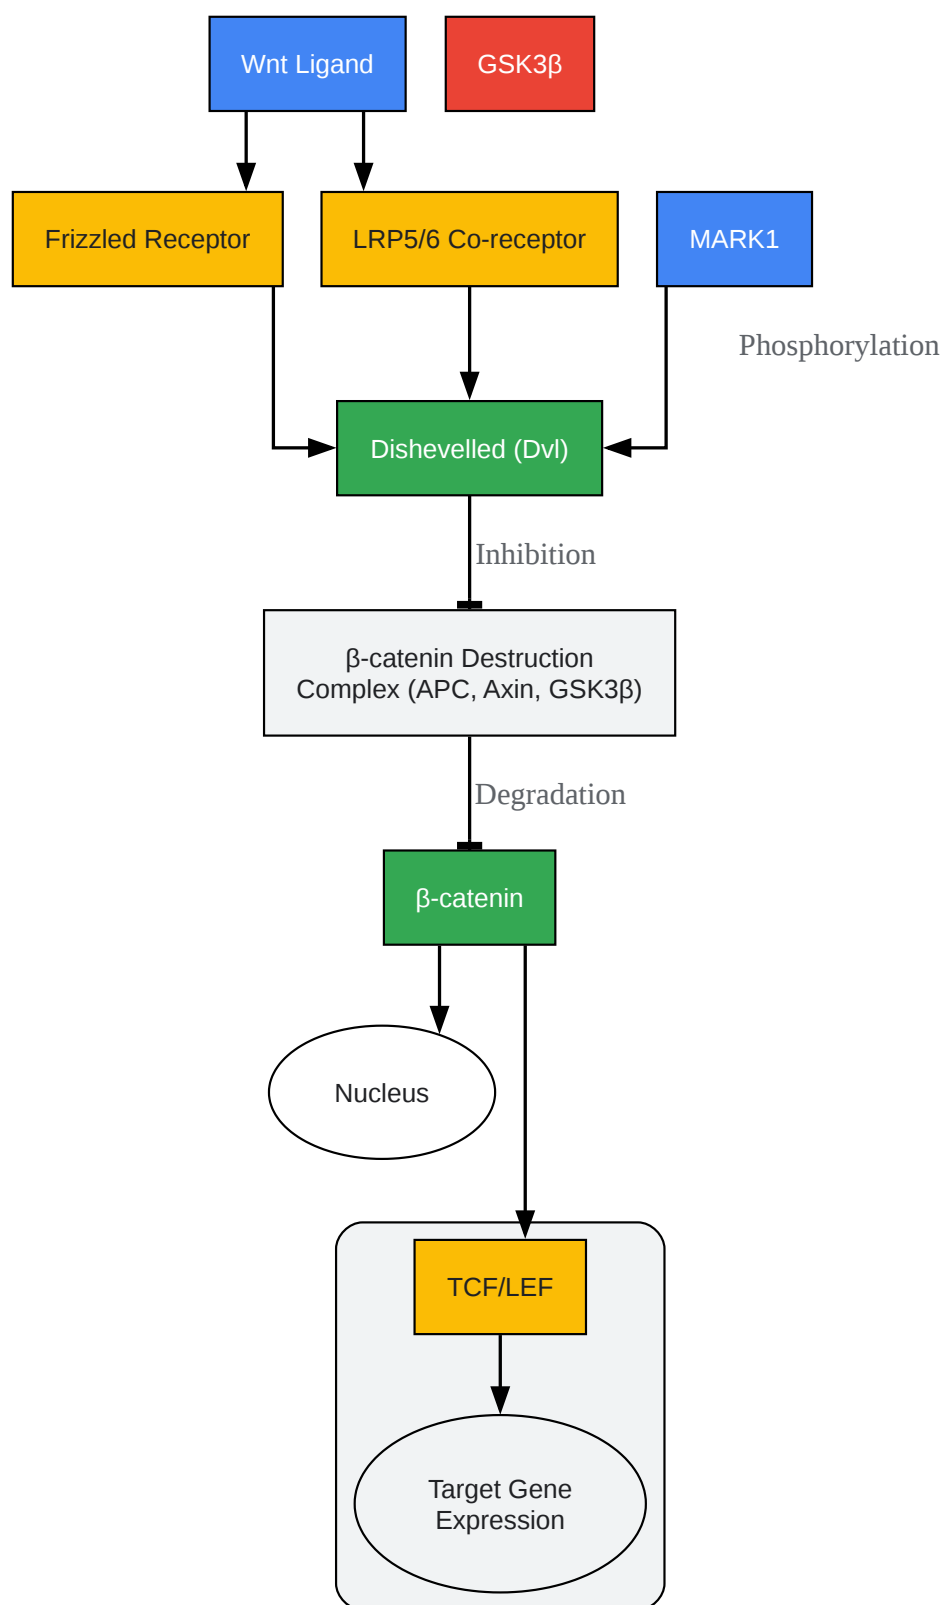 Wnt Ligand
GSK3β
Frizzled Receptor
LRP5/6 Co-receptor
MARK1
Phosphorylation
Dishevelled (Dvl)
Inhibition
β-catenin Destruction
Complex (APC, Axin, GSK3β)
Degradation
β-catenin
Nucleus
TCF/LEF
Target Gene
Expression